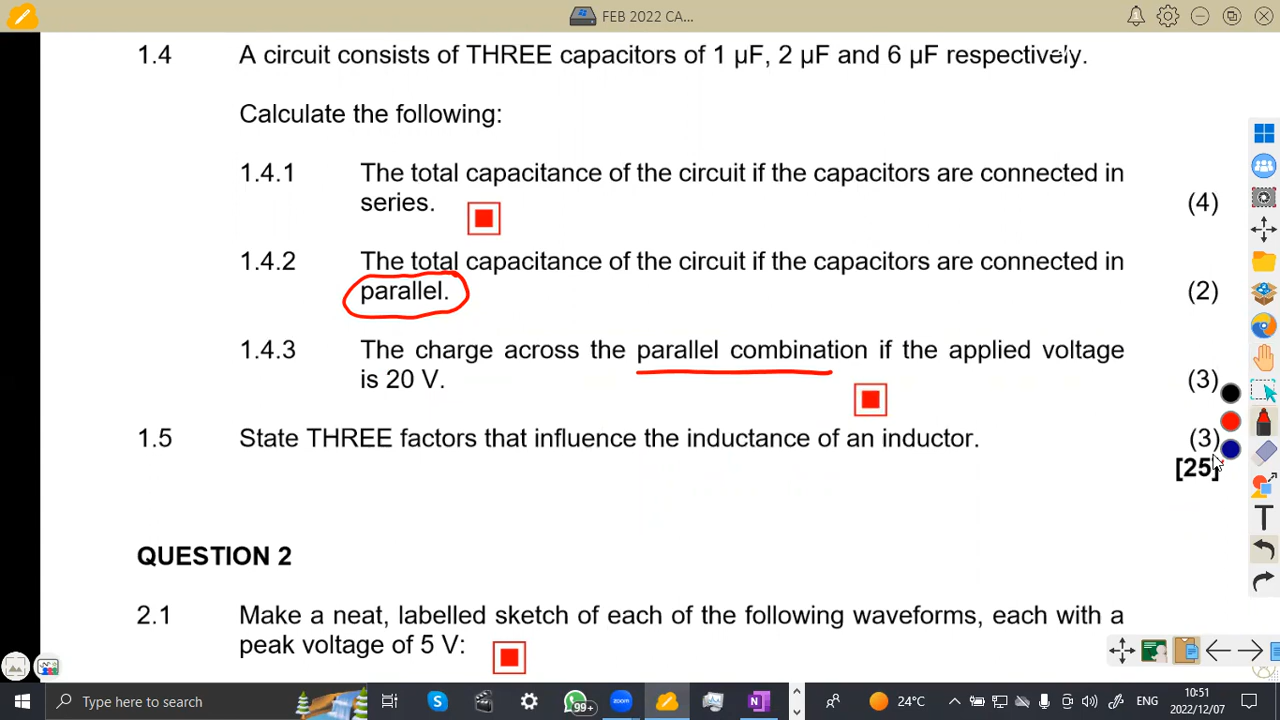 FEB 2022 CA...
1.4 A circuit consists of THREE capacitors of 1 μF, 2 μF and 6 μF respectively.
Calculate the following:
1.4.1 The total capacitance of the circuit if the capacitors are connected in
series. (4)
1.4.2 The total capacitance of the circuit if the capacitors are connected in
parallel. (2)
1.4.3 The charge across the parallel combination if the applied voltage
is 20 V. (3)
1.5 State THREE factors that influence the inductance of an inductor. (3)
[25]
QUESTION 2
2.1 Make a neat, labelled sketch of each of the following waveforms, each with a
peak voltage of 5 V:
Type here to search
99+
zoom
24°C
ENG
10:51
2022/12/07